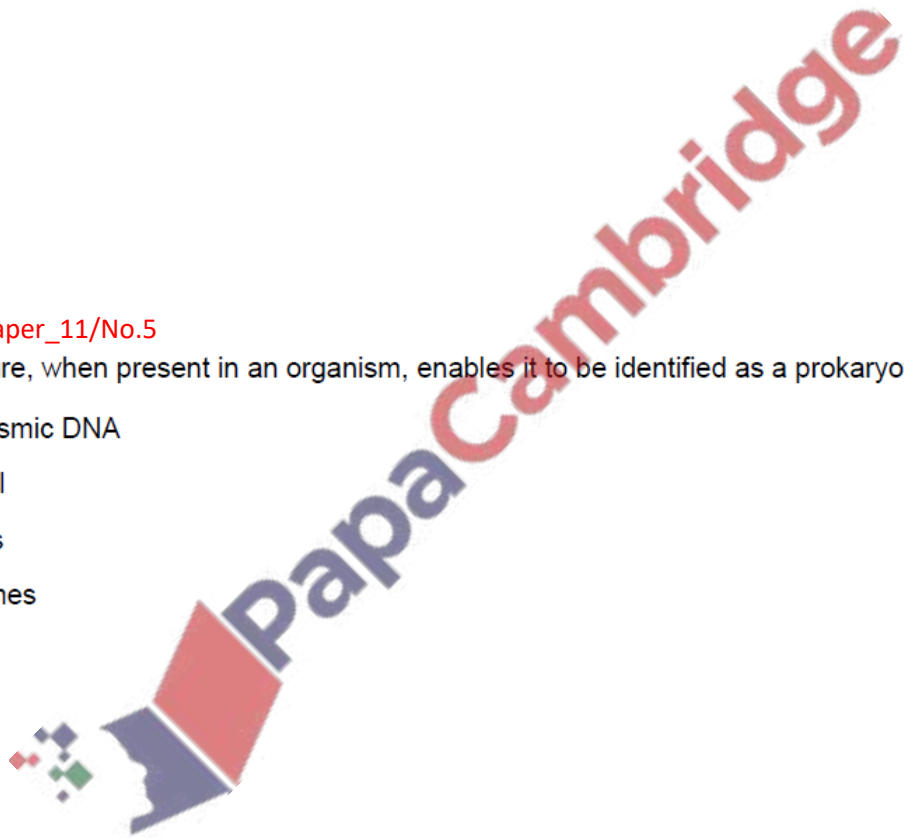 aper_11/No.5
re, when present in an organism, enables it to be identified as a prokaryo
smic DNA
l
s
nes
PapaCambridge